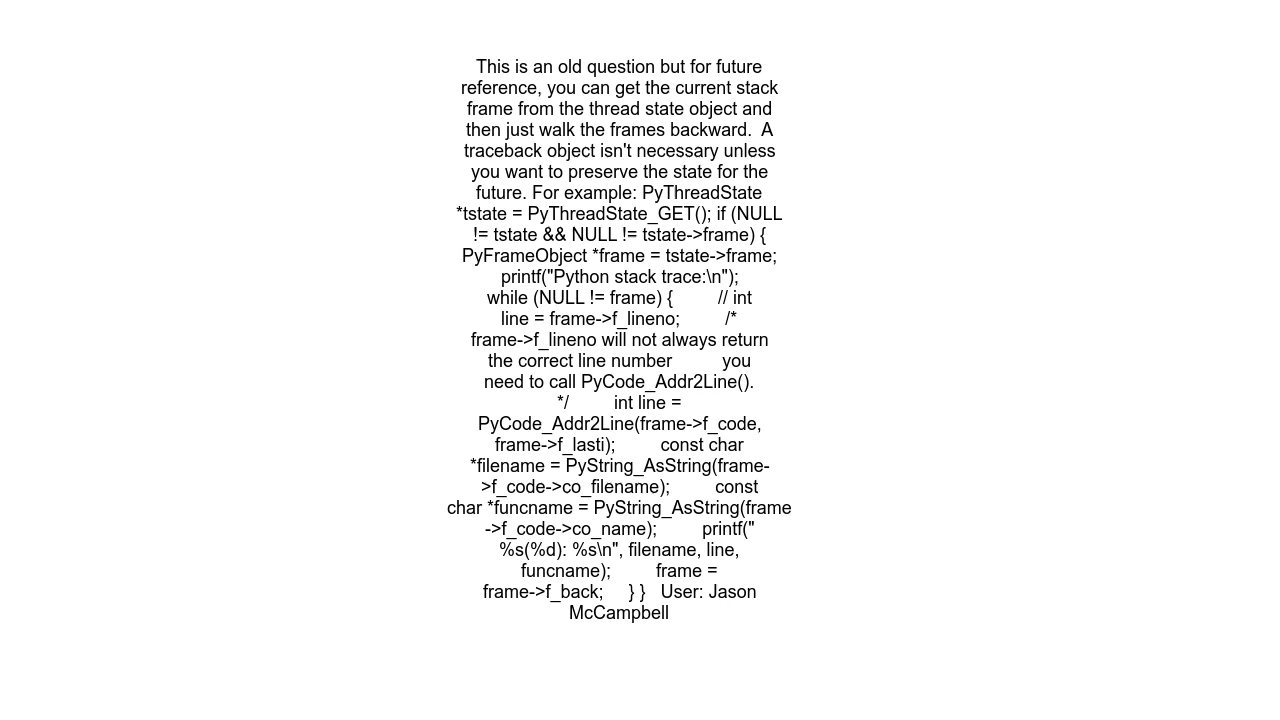 This is an old question but for future
reference, you can get the current stack
frame from the thread state object and
then just walk the frames backward.  A
traceback object isn't necessary unless
you want to preserve the state for the
future. For example: PyThreadState
*tstate = PyThreadState_GET(); if (NULL
!= tstate && NULL != tstate->frame) {
PyFrameObject *frame = tstate->frame;
printf("Python stack trace:\n");
while (NULL != frame) {         // int
line = frame->f_lineno;         /*
frame->f_lineno will not always return
the correct line number          you
need to call PyCode_Addr2Line().
*/         int line =
PyCode_Addr2Line(frame->f_code,
frame->f_lasti);         const char
*filename = PyString_AsString(frame-
>f_code->co_filename);         const
char *funcname = PyString_AsString(frame
->f_code->co_name);         printf("
%s(%d): %s\n", filename, line,
funcname);         frame =
frame->f_back;     } }   User: Jason
McCampbell